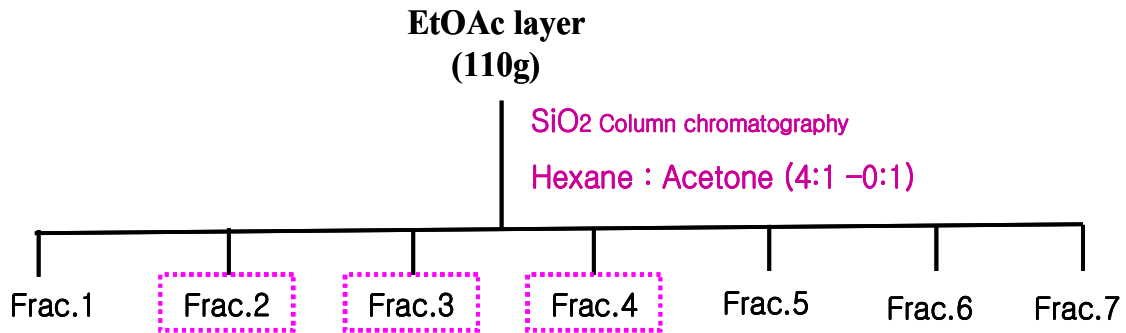 EtOAc layer
(110g)
SiO2 Column chromatography
Hexane : Acetone (4:1 -0:1)
Frac.1 Frac.2 Frac.3 Frac.4 Frac.5 Frac.6 Frac.7